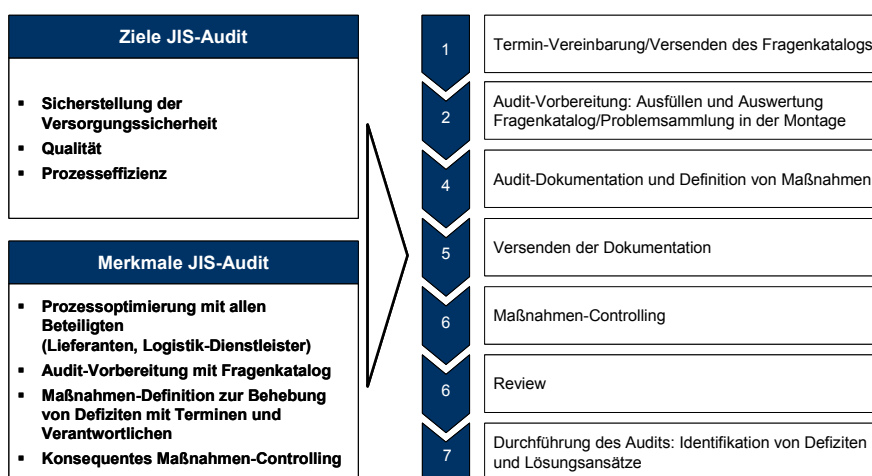 Ziele JIS-Audit
▪ Sicherstellung der
Versorgungssicherheit
▪ Qualität
▪ Prozesseffizienz
Merkmale JIS-Audit
▪ Prozessoptimierung mit allen
Beteiligten
(Lieferanten, Logistik-Dienstleister)
▪ Audit-Vorbereitung mit Fragenkatalog
▪ Maßnahmen-Definition zur Behebung
von Defiziten mit Terminen und
Verantwortlichen
▪ Konsequentes Maßnahmen-Controlling
1
Termin-Vereinbarung/Versenden des Fragenkatalogs
2
Audit-Vorbereitung: Ausfüllen und Auswertung
Fragenkatalog/Problemsammlung in der Montage
4
Audit-Dokumentation und Definition von Maßnahmen
5
Versenden der Dokumentation
6
Maßnahmen-Controlling
6
Review
7
Durchführung des Audits: Identifikation von Defiziten
und Lösungsansätze